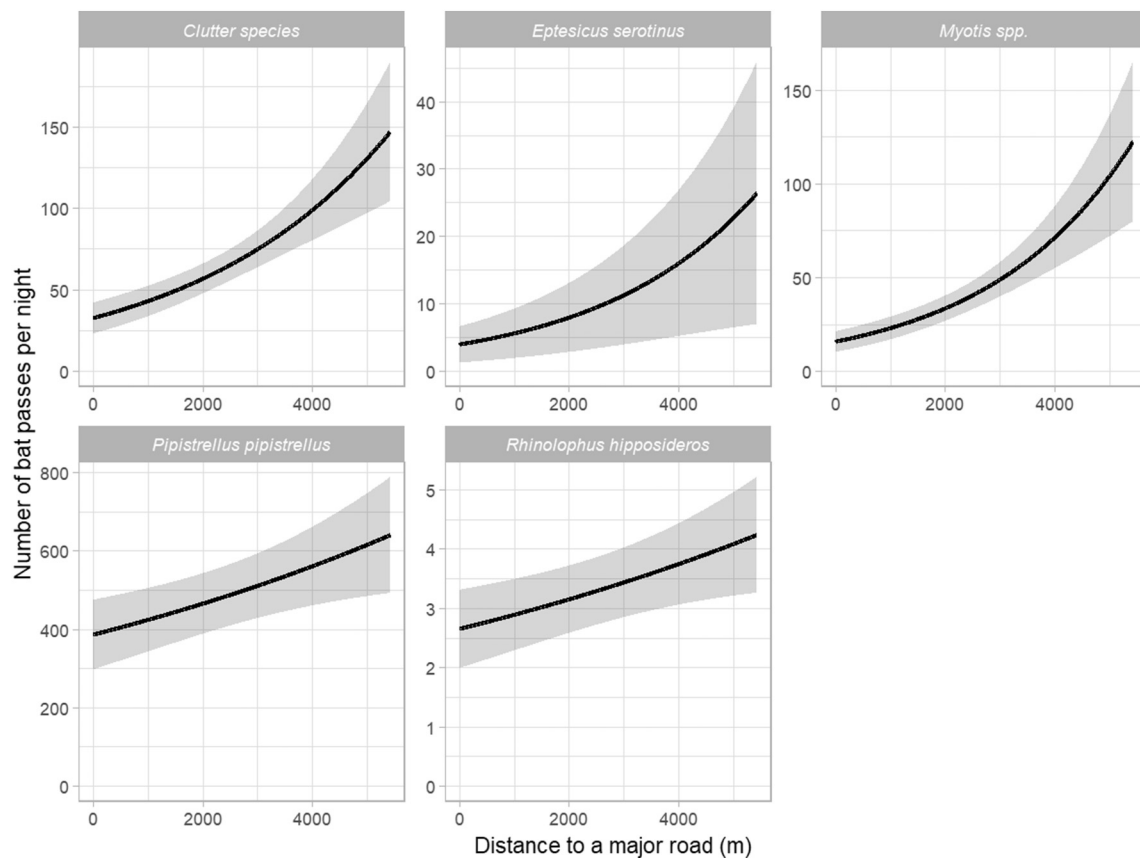 Clutter species
Eptesicus serotinus
Myotis spp.
150
100
50
0
40
30
20
10
0
150
100
50
0
0 2000 4000
0 2000 4000
0 2000 4000
Number of bat passes per night
Pipistrellus pipistrellus
Rhinolophus hipposideros
800
600
400
200
0
5
4
3
2
1
0
0 2000 4000
0 2000 4000
Distance to a major road (m)